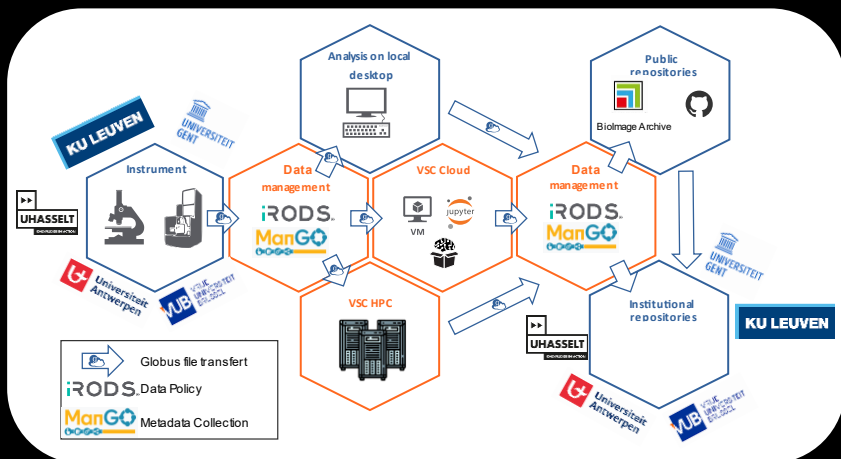 Analysis on local
desktop
Public
repositories
BioImage Archive
KU LEUVEN
UNIVERSITEIT
GENT
Instrument
Data
management
iRODS
ManGO
VSC Cloud
VM
jupyter
Data
management
iRODS
ManGO
UHASSELT
Universiteit
Antwerpen
VUB
VSC HPC
UNIVERSITEIT
GENT
Institutional
repositories
KU LEUVEN
UHASSELT
Universiteit
Antwerpen
VUB
Globus file transfert
iRODS Data Policy
ManGO Metadata Collection